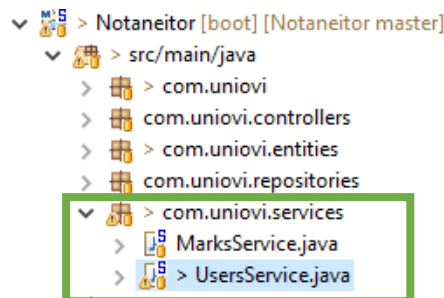 > Notaneitor [boot] [Notaneitor master]
> src/main/java
> com.uniovi
com.uniovi.controllers
> com.uniovi.entities
com.uniovi.repositories
> com.uniovi.services
MarksService.java
> UsersService.java